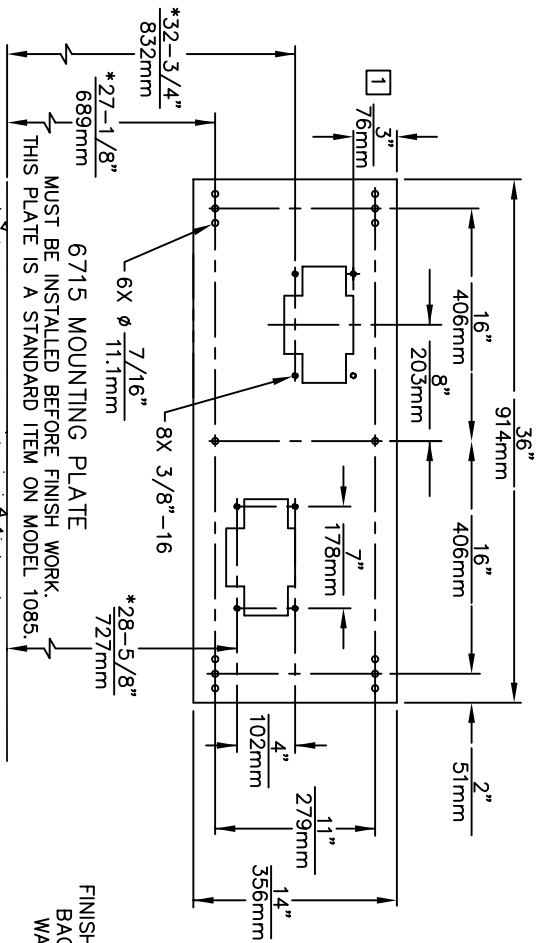 36"
914mm
16"
406mm
16"
406mm
2"
51mm
8"
203mm
1
3"
76mm
7"
178mm
4"
102mm
11"
279mm
14"
356mm
*32-3/4"
832mm
*27-1/8"
689mm
*28-5/8"
727mm
6X ø 7/16"
11.1mm
8X 3/8"-16
6715 MOUNTING PLATE
MUST BE INSTALLED BEFORE FINISH WORK.
THIS PLATE IS A STANDARD ITEM ON MODEL 1085.
FINISH
BAC
WA